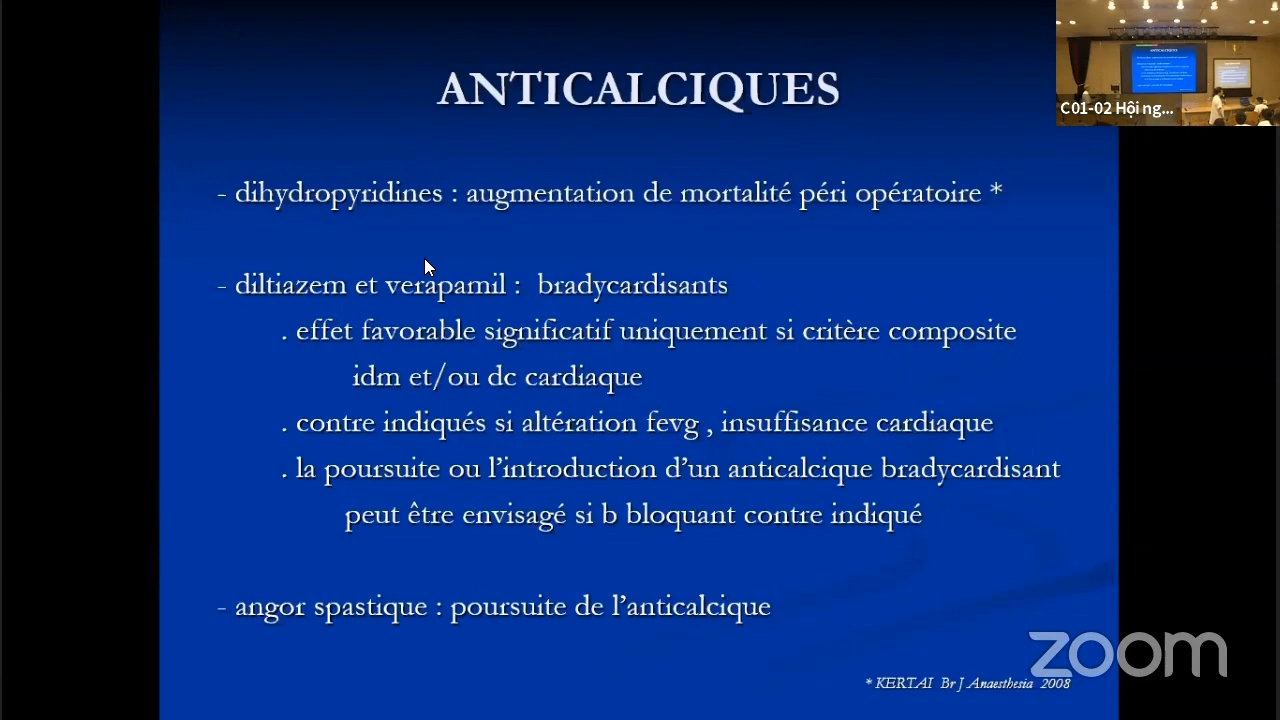 ANTICALCIQUES
- dihydropyridines : augmentation de mortalité péri opératoire *
- diltiazem et verapamil : bradycardisants
. effet favorable significatif uniquement si critère composite
idm et/ou dc cardiaque
. contre indiqués si altération fevg , insuffisance cardiaque
. la poursuite ou l'introduction d'un anticalcique bradycardisant
peut être envisagé si b bloquant contre indiqué
- angor spastique : poursuite de l'anticalcique
* KERTAI Br J Anaesthesia 2008
C01-02 Hội ng...
zoom